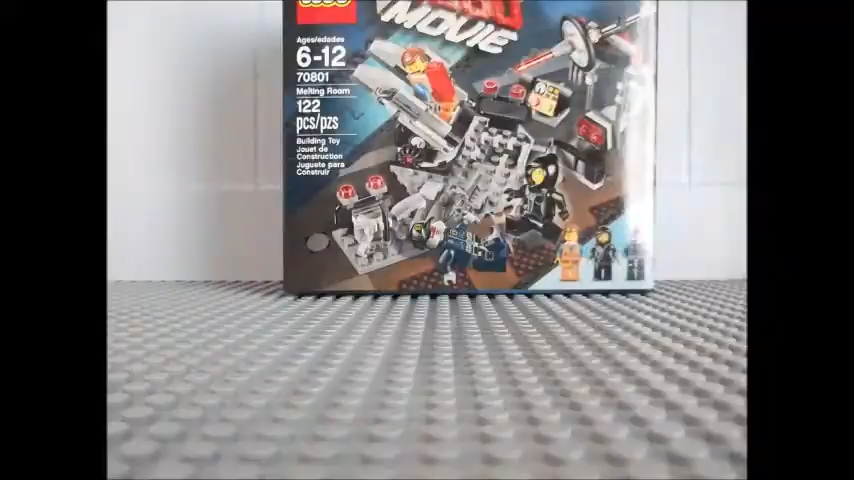 LEGO
MOVIE
Ages/edades
6-12
70801
Melting Room
122
pcs/pzs
Building Toy
Jouet de
Construction
Juguete para
Construir